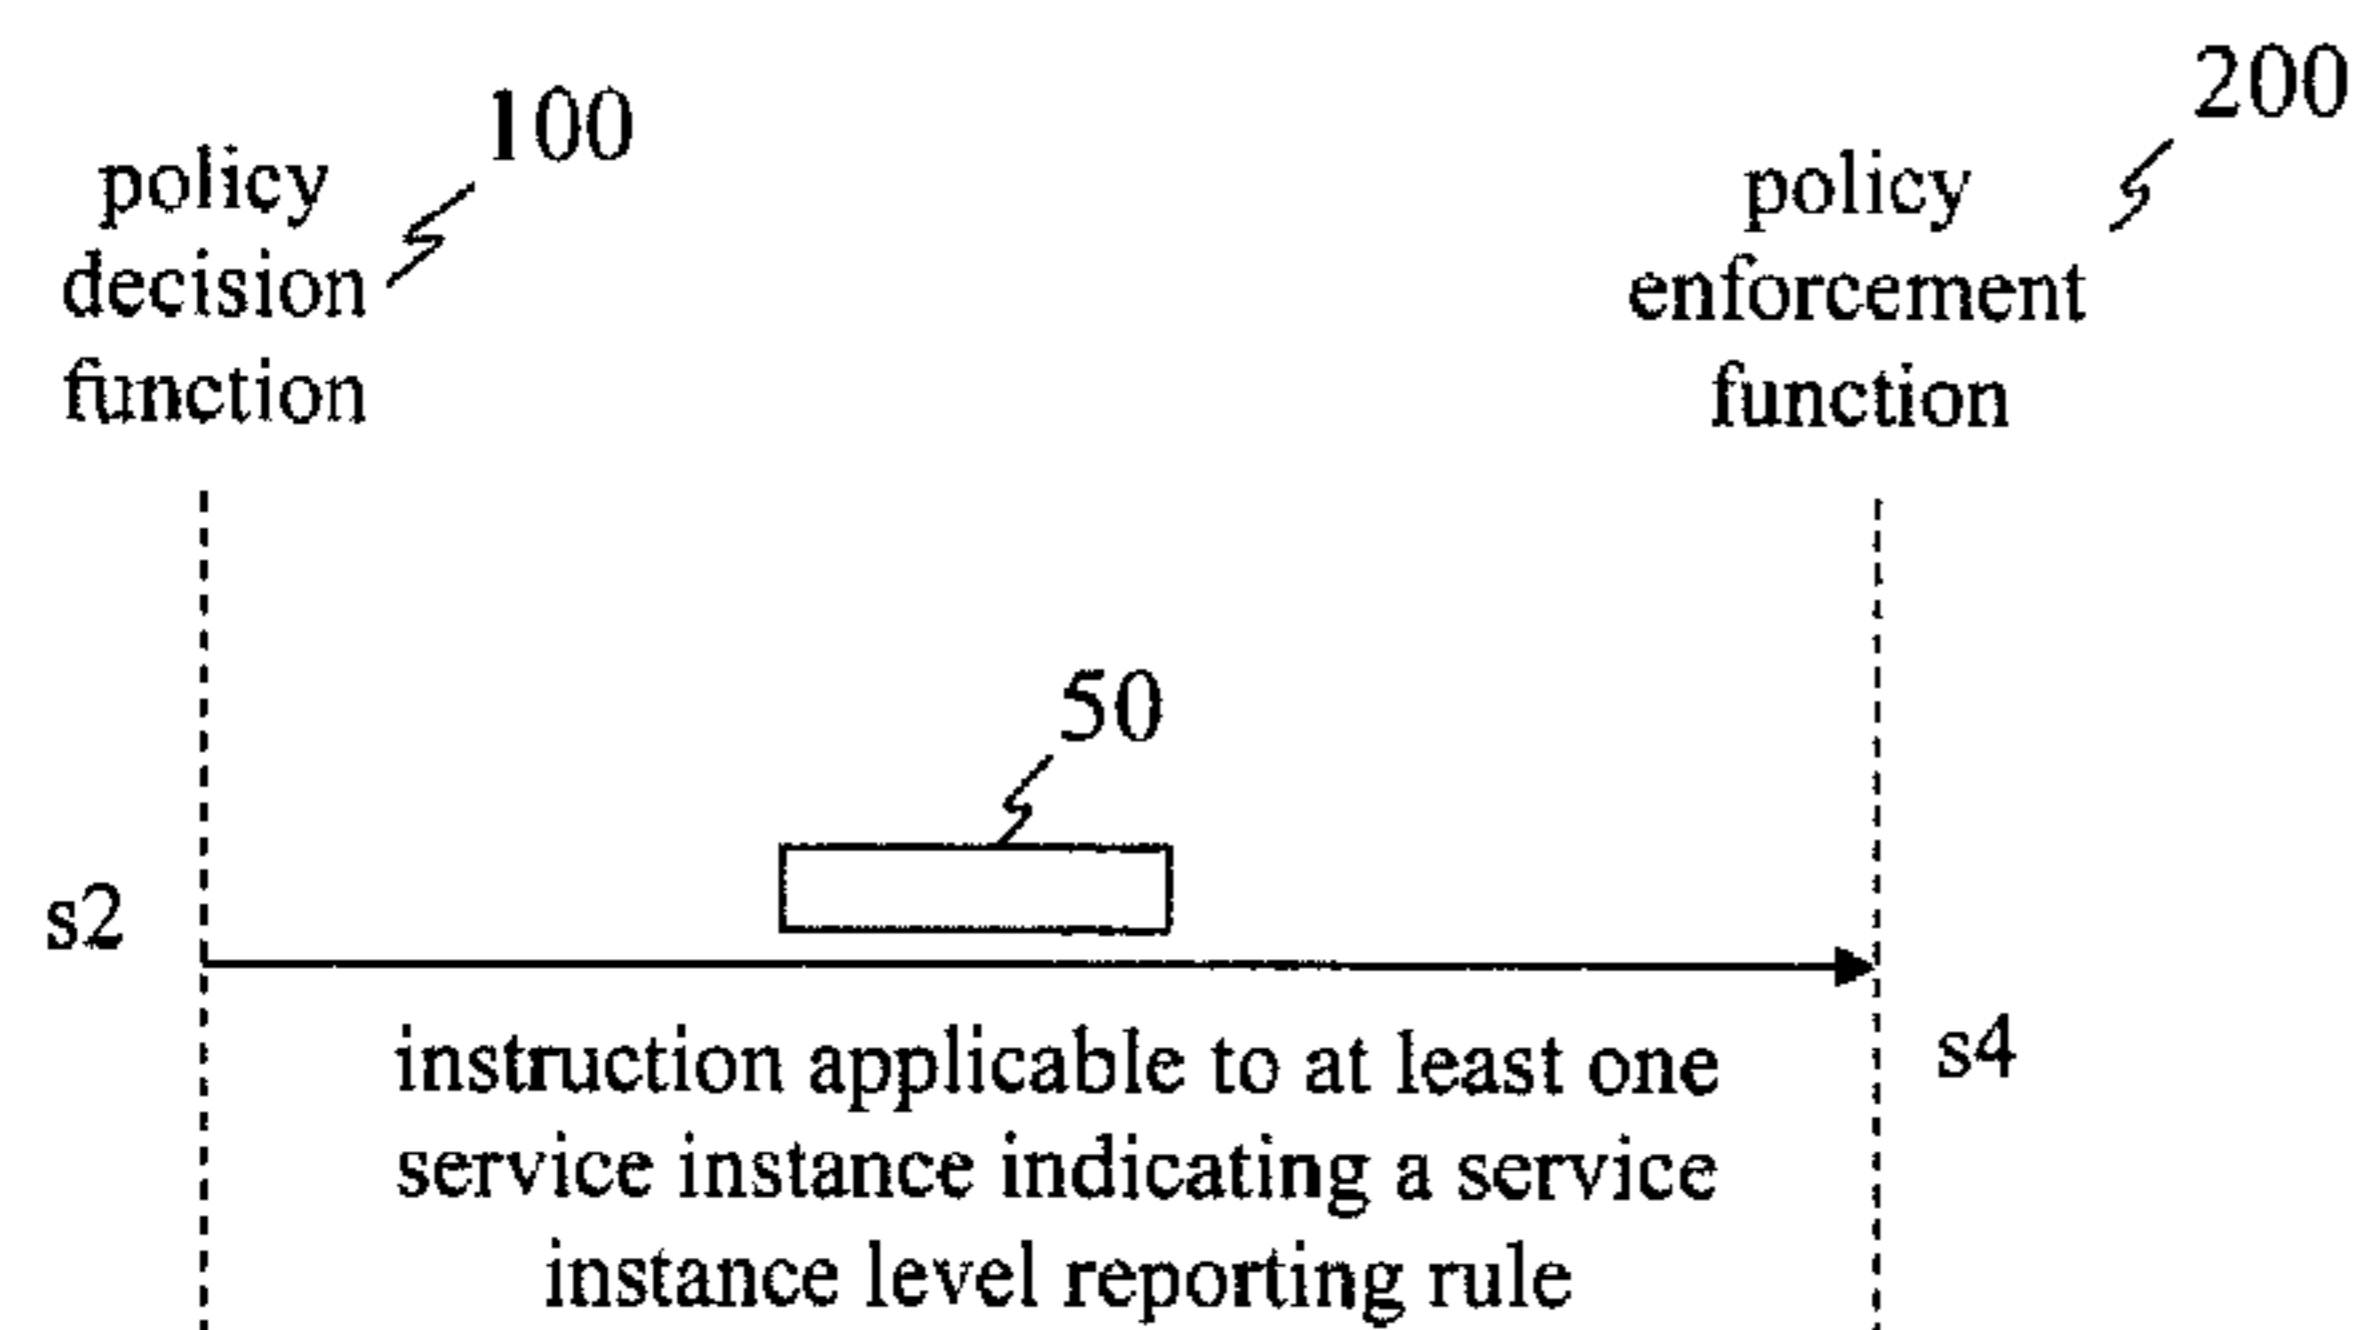 100
200
policy
decision
function
policy
enforcement
function
50
s2
s4
instruction applicable to at least one
service instance indicating a service
instance level reporting rule